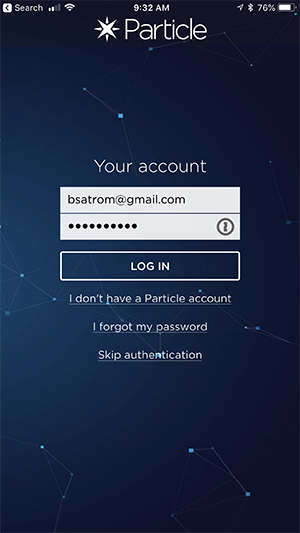 Search 9:32 AM 76%
Particle
Your account
bsatrom@gmail.com
••••••••••
LOG IN
I don't have a Particle account
I forgot my password
Skip authentication